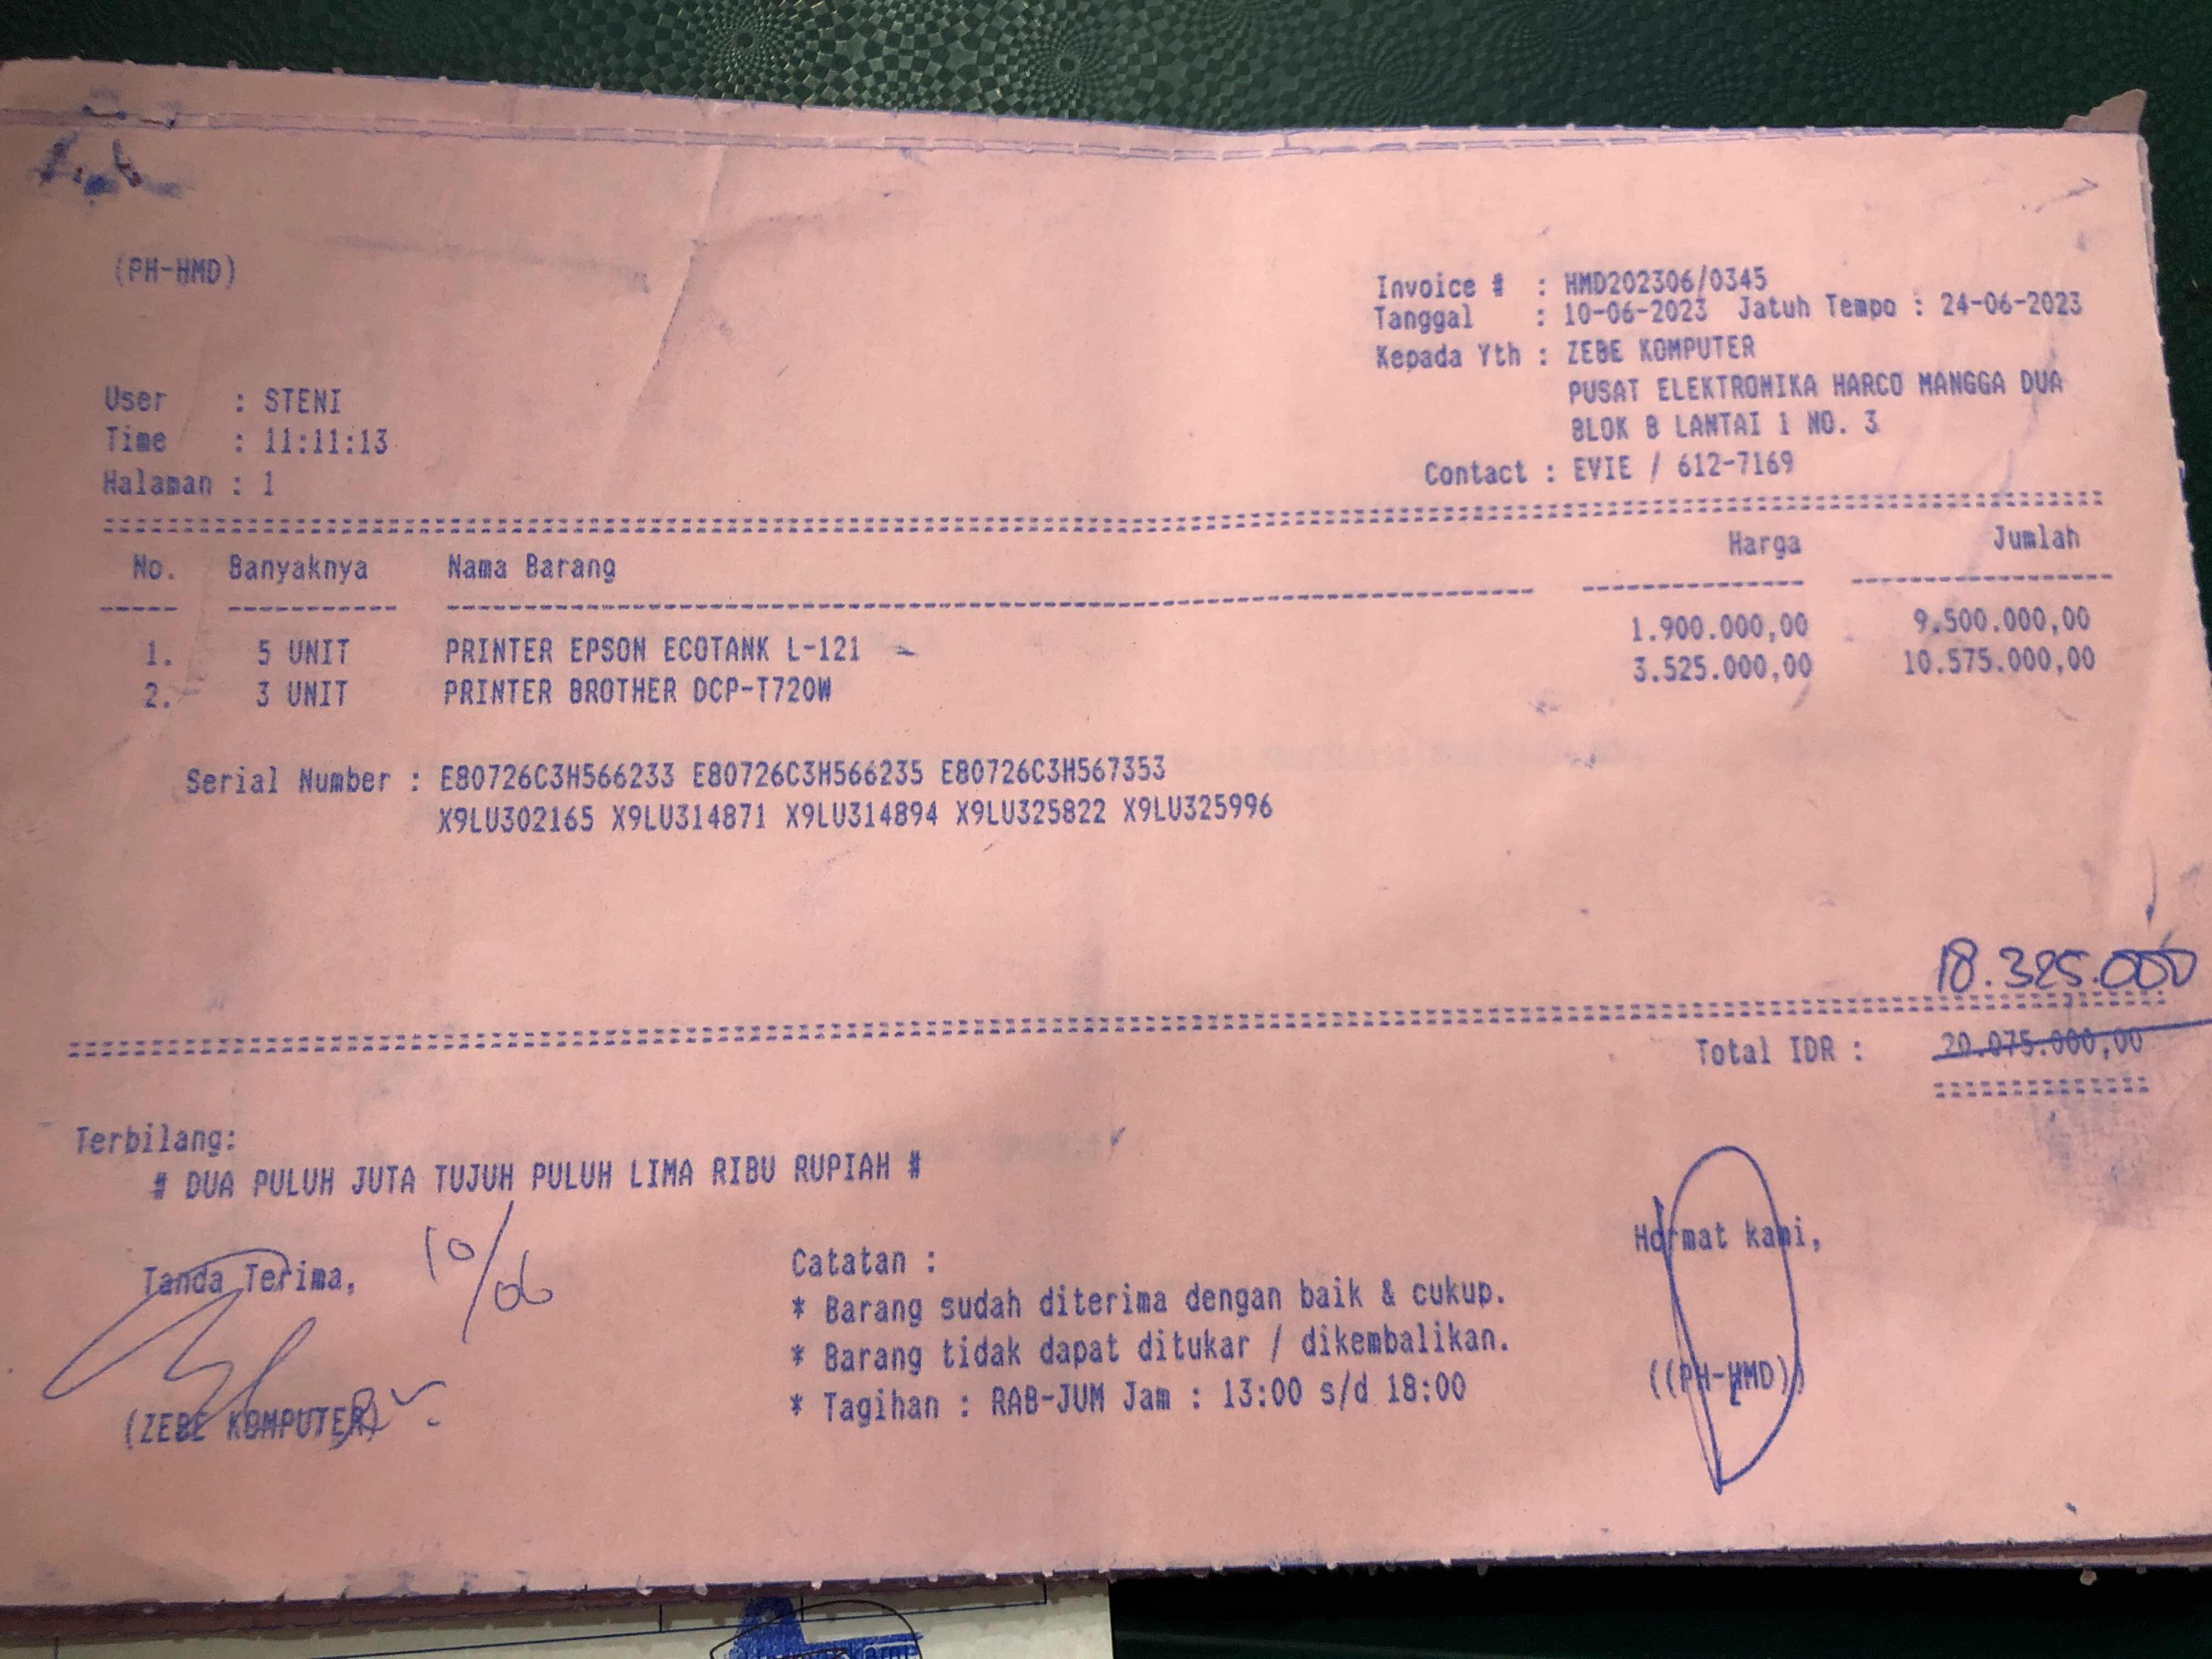 (PH-HMD)
Invoice # : HMD202306/0345
Tanggal : 10-06-2023 Jatuh Tempo : 24-06-2023
Kepada Yth : ZEBE KOMPUTER
PUSAT ELEKTRONIKA HARCO MANGGA DUA
BLOK B LANTAI 1 NO. 3
Contact : EVIE / 612-7169
User : STENI
Time : 11:11:13
Halaman : 1
No. Banyaknya Nama Barang Harga Jumlah
1. 5 UNIT PRINTER EPSON ECOTANK L-121 1.900.000,00 9.500.000,00
2. 3 UNIT PRINTER BROTHER DCP-T720W 3.525.000,00 10.575.000,00
Serial Number : E80726C3H566233 E80726C3H566235 E80726C3H567353
X9LU302165 X9LU314871 X9LU314894 X9LU325822 X9LU325996
18.325.000
Total IDR : 20.075.000,00
Terbilang:
# DUA PULUH JUTA TUJUH PULUH LIMA RIBU RUPIAH #
Tanda Terima, 10/06
(ZEBE KOMPUTER)
Catatan :
* Barang sudah diterima dengan baik & cukup.
* Barang tidak dapat ditukar / dikembalikan.
* Tagihan : RAB-JUM Jam : 13:00 s/d 18:00
Hormat kami,
((PH-HMD))